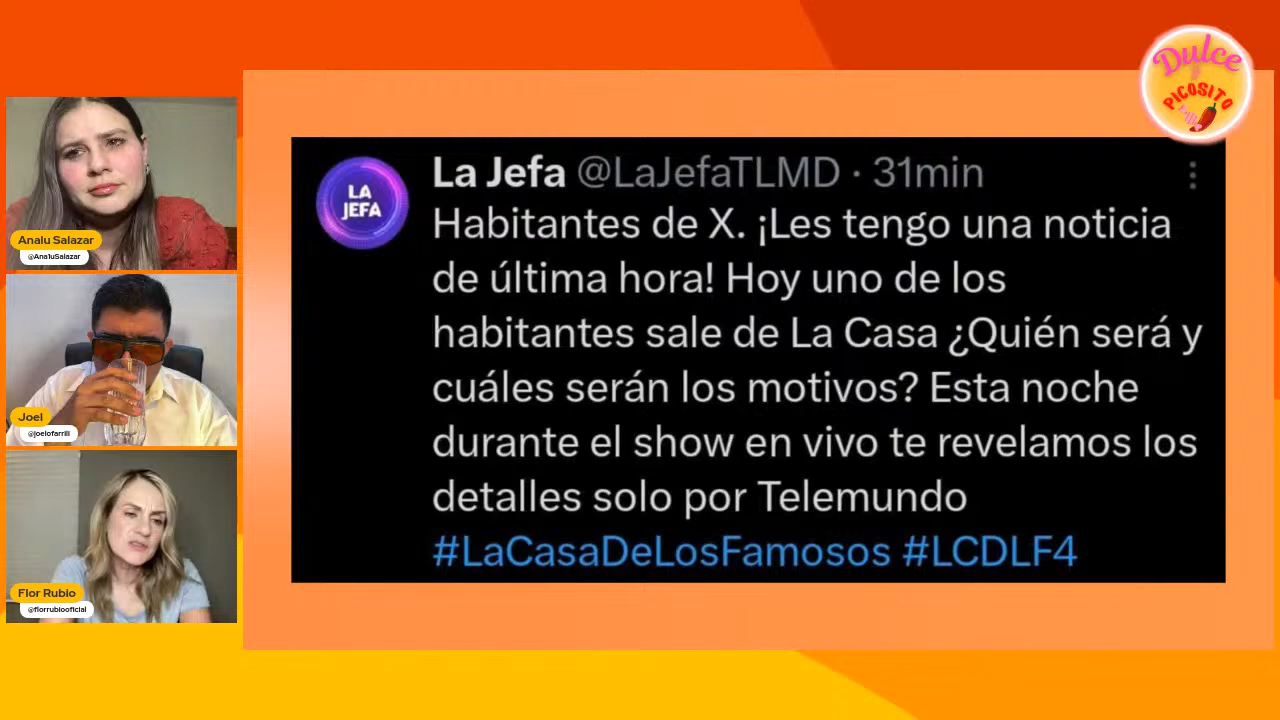 Dulce
y
PICOSITO
Analu Salazar
@Ana1uSalazar
Joel
@joelofarrill
Flor Rubio
@florrubiooficial
LA
JEFA
La Jefa @LaJefaTLMD · 31min
Habitantes de X. ¡Les tengo una noticia
de última hora! Hoy uno de los
habitantes sale de La Casa ¿Quién será y
cuáles serán los motivos? Esta noche
durante el show en vivo te revelamos los
detalles solo por Telemundo
#LaCasaDeLosFamosos #LCDLF4